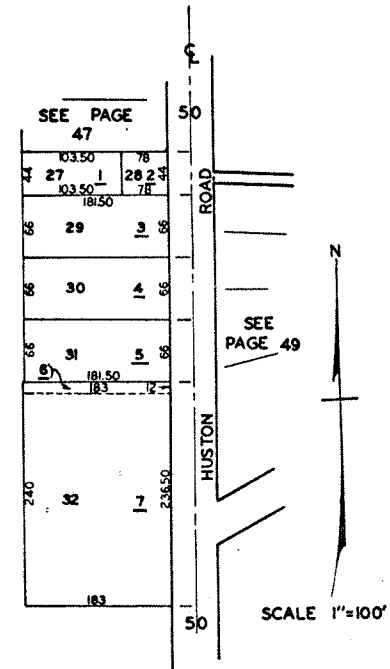 ℄
50
SEE PAGE
47
103.50 78
44 27 1 28 2 44
103.50 78
181.50
ROAD
66 29 3 66
66 30 4 66
N
SEE
PAGE 49
66 31 5 66
6 181.50
183 12
HUSTON
240 32 7 236.50
183
50
SCALE 1"=100'